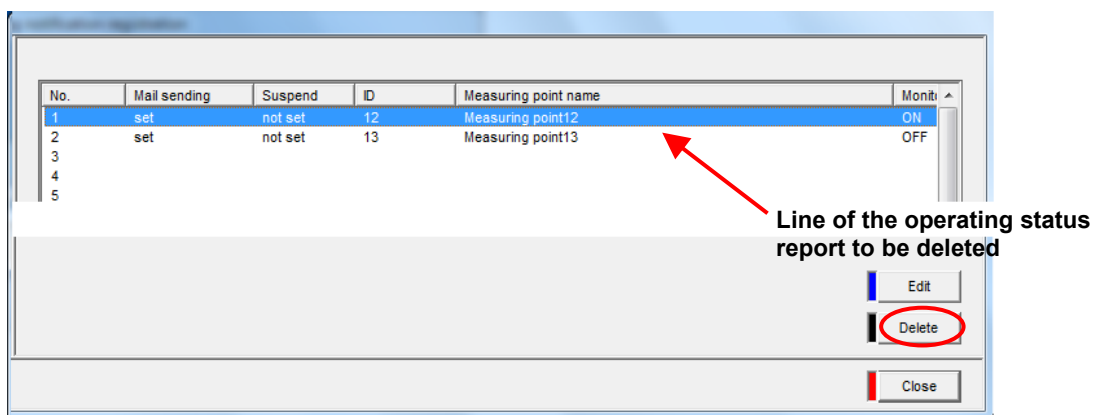 notification registration
No. Mail sending Suspend ID Measuring point name Monit
1 set not set 12 Measuring point12 ON
2 set not set 13 Measuring point13 OFF
3
4
5
Line of the operating status
report to be deleted
Edit
Delete
Close